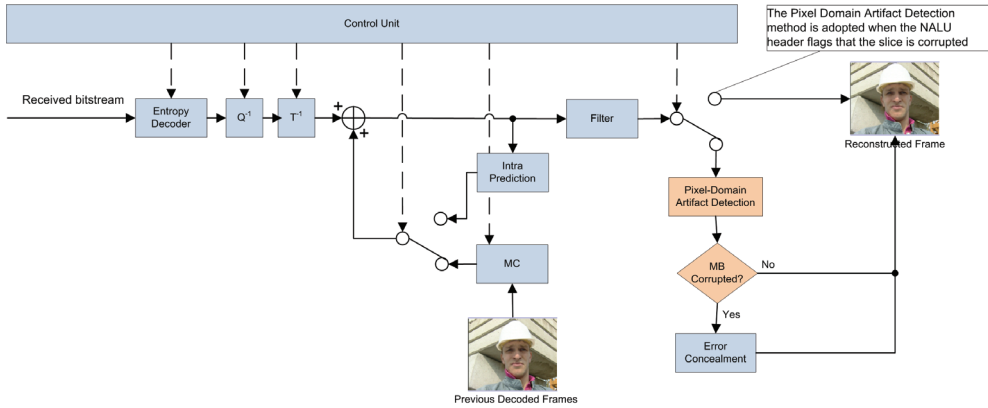 Control Unit
The Pixel Domain Artifact Detection
method is adopted when the NALU
header flags that the slice is corrupted
Received bitstream
Entropy
Decoder
Q-1
T-1
+
+
Filter
Reconstructed Frame
Intra
Prediction
Pixel-Domain
Artifact Detection
MC
MB
Corrupted?
No
Yes
Error
Concealment
Previous Decoded Frames